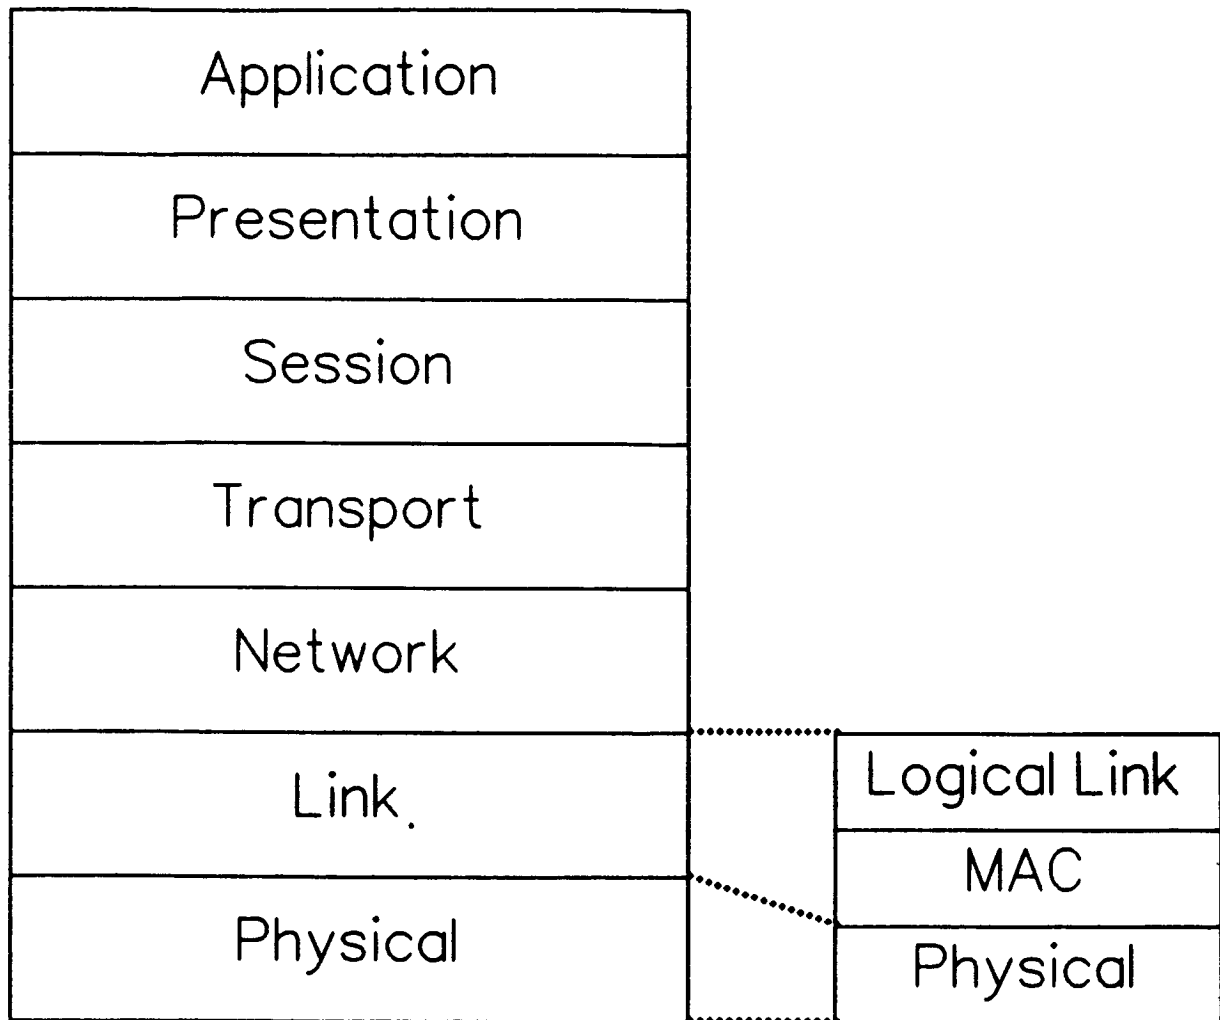 Application
Presentation
Session
Transport
Network
Link
Physical
Logical Link
MAC
Physical